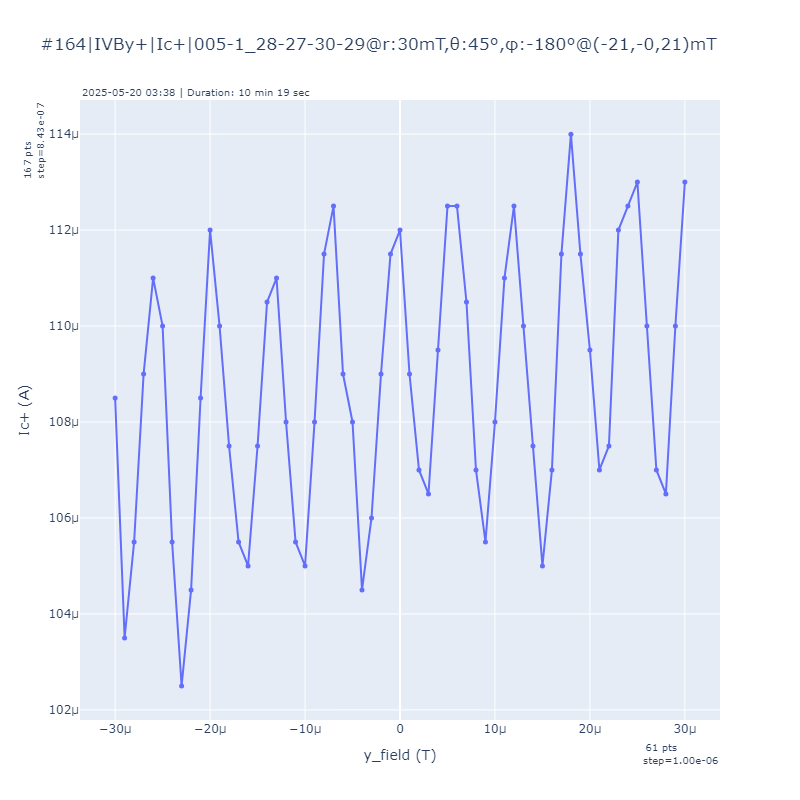 #164|IVBy+|Ic+|005-1_28-27-30-29@r:30mT,θ:45°,φ:-180°@(-21,-0,21)mT
2025-05-20 03:38 | Duration: 10 min 19 sec
167 pts
step=8.43e-07
114μ
112μ
110μ
108μ
106μ
104μ
102μ
Ic+ (A)
−30μ −20μ −10μ 0 10μ 20μ 30μ
y_field (T)
61 pts
step=1.00e-06